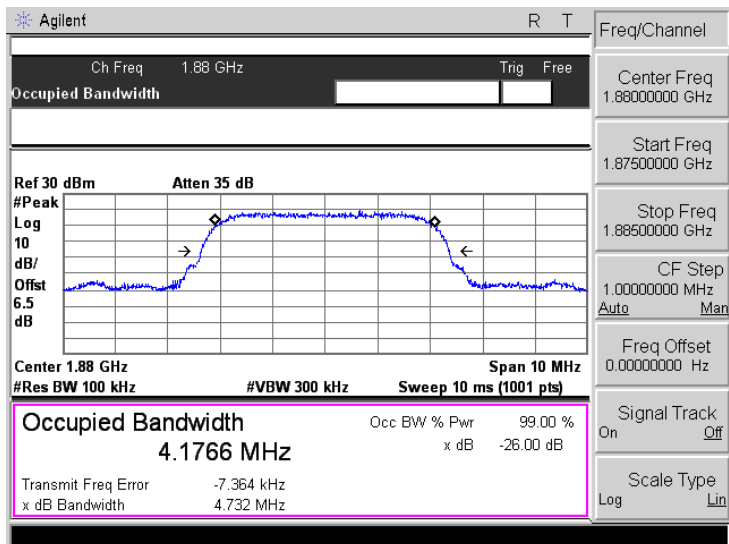 Agilent R T
Ch Freq 1.88 GHz Trig Free
Occupied Bandwidth
Ref 30 dBm Atten 35 dB
#Peak
Log
10
dB/
Offst
6.5
dB
Center 1.88 GHz Span 10 MHz
#Res BW 100 kHz #VBW 300 kHz Sweep 10 ms (1001 pts)
Occupied Bandwidth Occ BW % Pwr 99.00 %
4.1766 MHz x dB -26.00 dB
Transmit Freq Error -7.364 kHz
x dB Bandwidth 4.732 MHz
Freq/Channel
Center Freq
1.88000000 GHz
Start Freq
1.87500000 GHz
Stop Freq
1.88500000 GHz
CF Step
1.00000000 MHz
Auto Man
Freq Offset
0.00000000 Hz
Signal Track
On Off
Scale Type
Log Lin